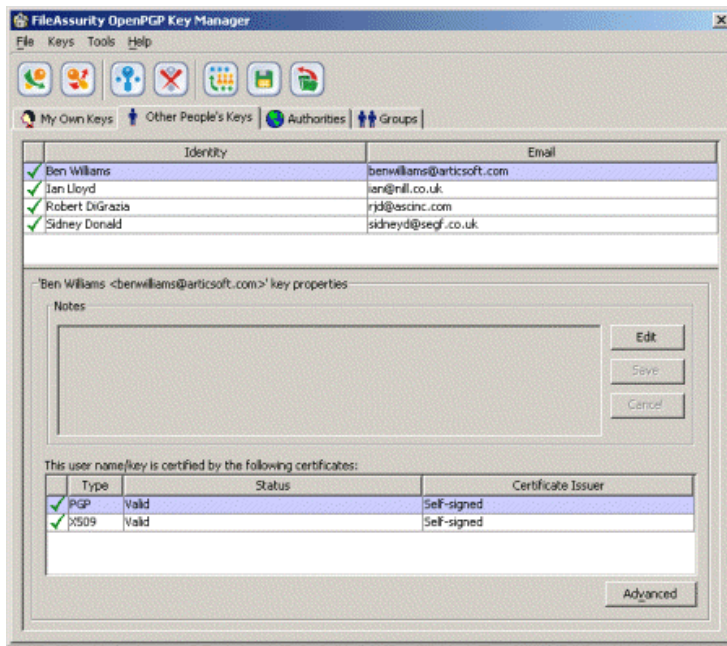 FileAssurity OpenPGP Key Manager
File Keys Tools Help
My Own Keys Other People's Keys Authorities Groups
Identity Email
Ben Williams benwilliams@articsoft.com
Ian Lloyd ian@nill.co.uk
Robert DiGrazia rjd@ascinc.com
Sidney Donald sidneyd@segf.co.uk
'Ben Williams <benwilliams@articsoft.com>' key properties
Notes
Edit
Save
Cancel
This user name/key is certified by the following certificates:
Type Status Certificate Issuer
PGP Valid Self-signed
X509 Valid Self-signed
Advanced